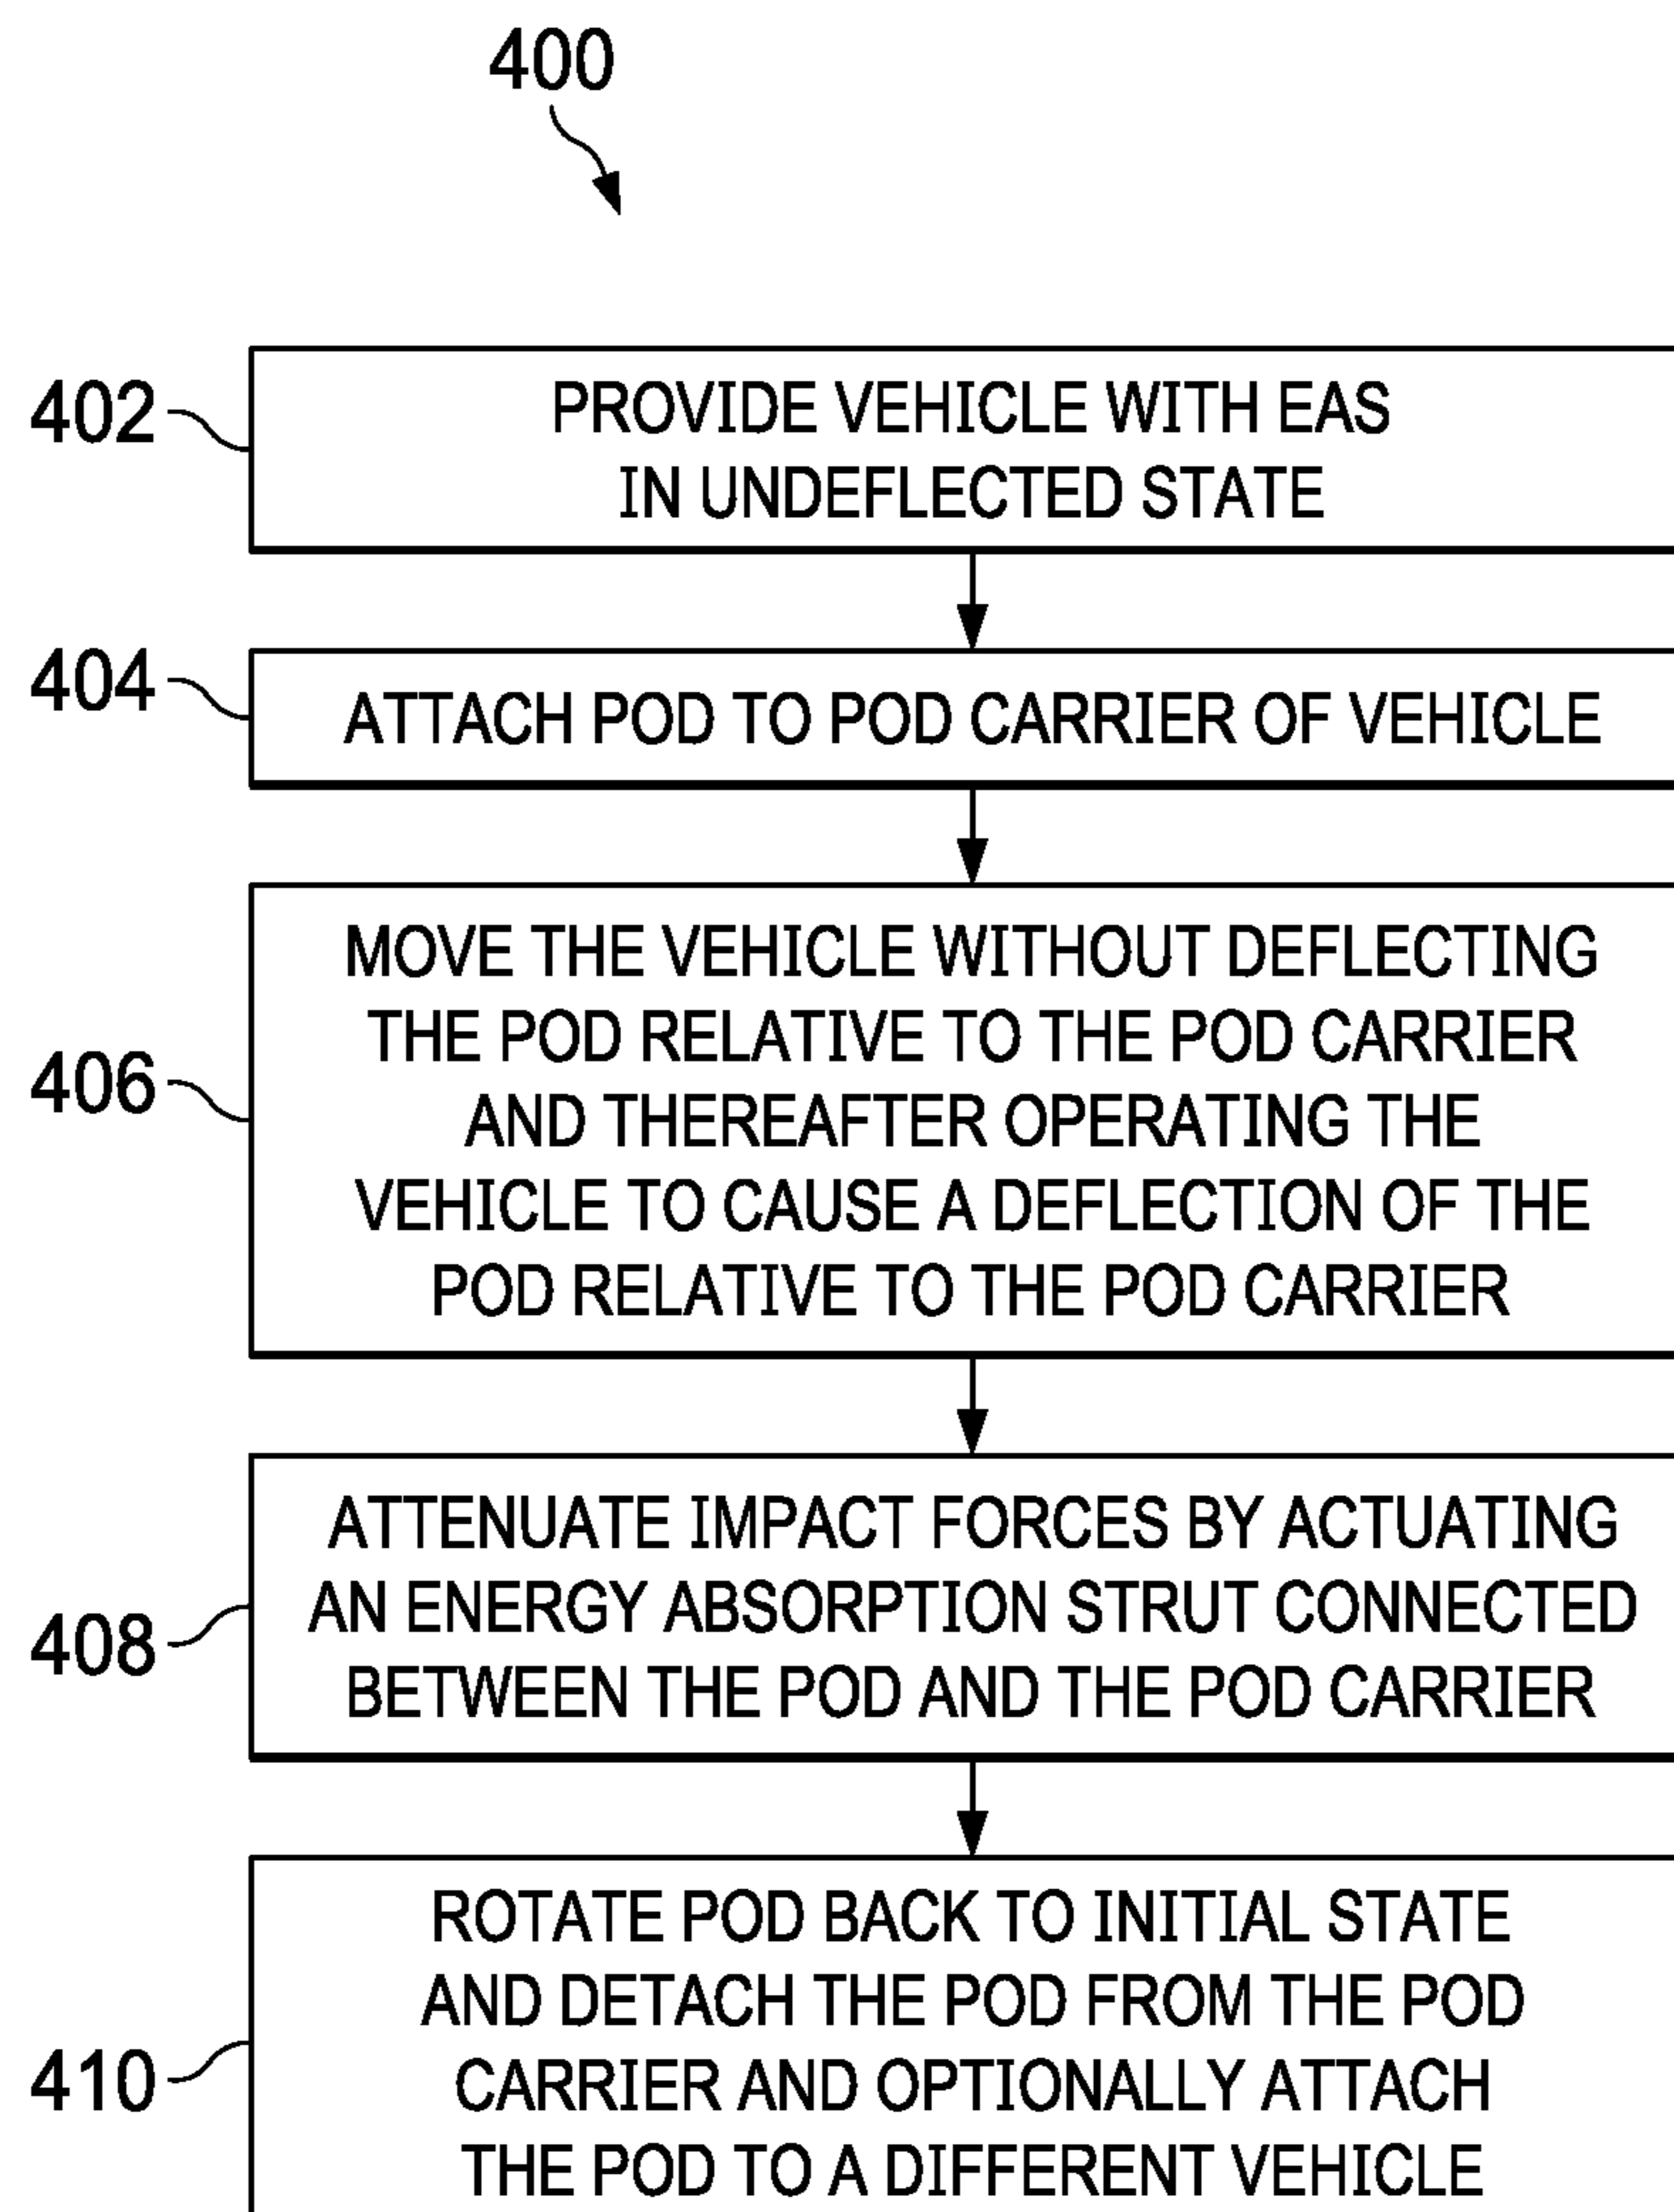 400
402
PROVIDE VEHICLE WITH EAS
IN UNDEFLECTED STATE
404
ATTACH POD TO POD CARRIER OF VEHICLE
406
MOVE THE VEHICLE WITHOUT DEFLECTING
THE POD RELATIVE TO THE POD CARRIER
AND THEREAFTER OPERATING THE
VEHICLE TO CAUSE A DEFLECTION OF THE
POD RELATIVE TO THE POD CARRIER
408
ATTENUATE IMPACT FORCES BY ACTUATING
AN ENERGY ABSORPTION STRUT CONNECTED
BETWEEN THE POD AND THE POD CARRIER
410
ROTATE POD BACK TO INITIAL STATE
AND DETACH THE POD FROM THE POD
CARRIER AND OPTIONALLY ATTACH
THE POD TO A DIFFERENT VEHICLE